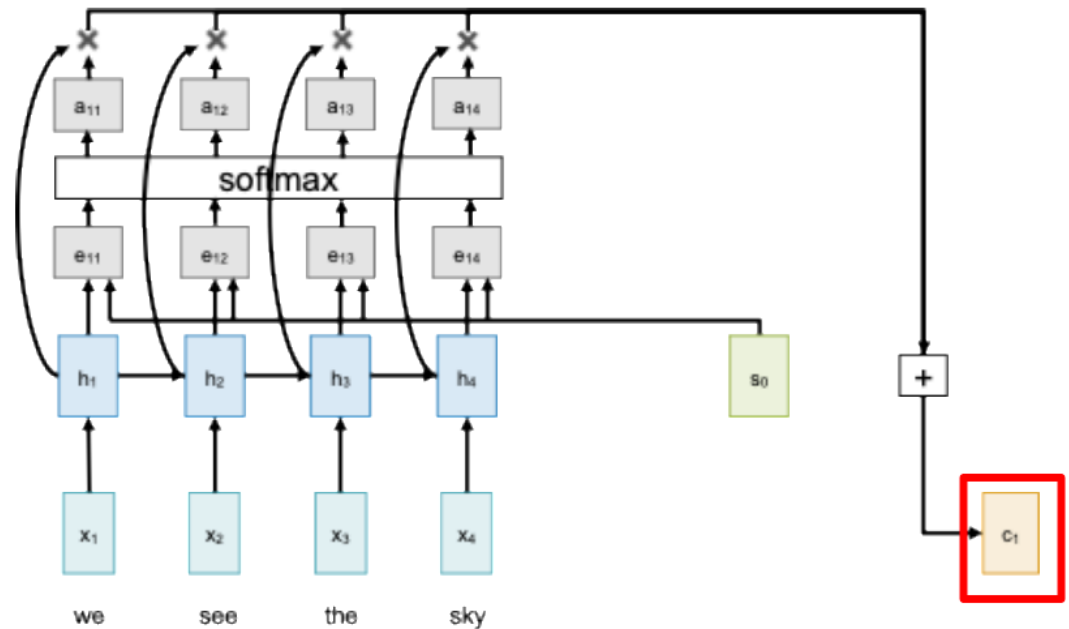 a₁₁ a₁₂ a₁₃ a₁₄
softmax
e₁₁ e₁₂ e₁₃ e₁₄
h₁ h₂ h₃ h₄ s₀ +
x₁ x₂ x₃ x₄ c₁
we see the sky